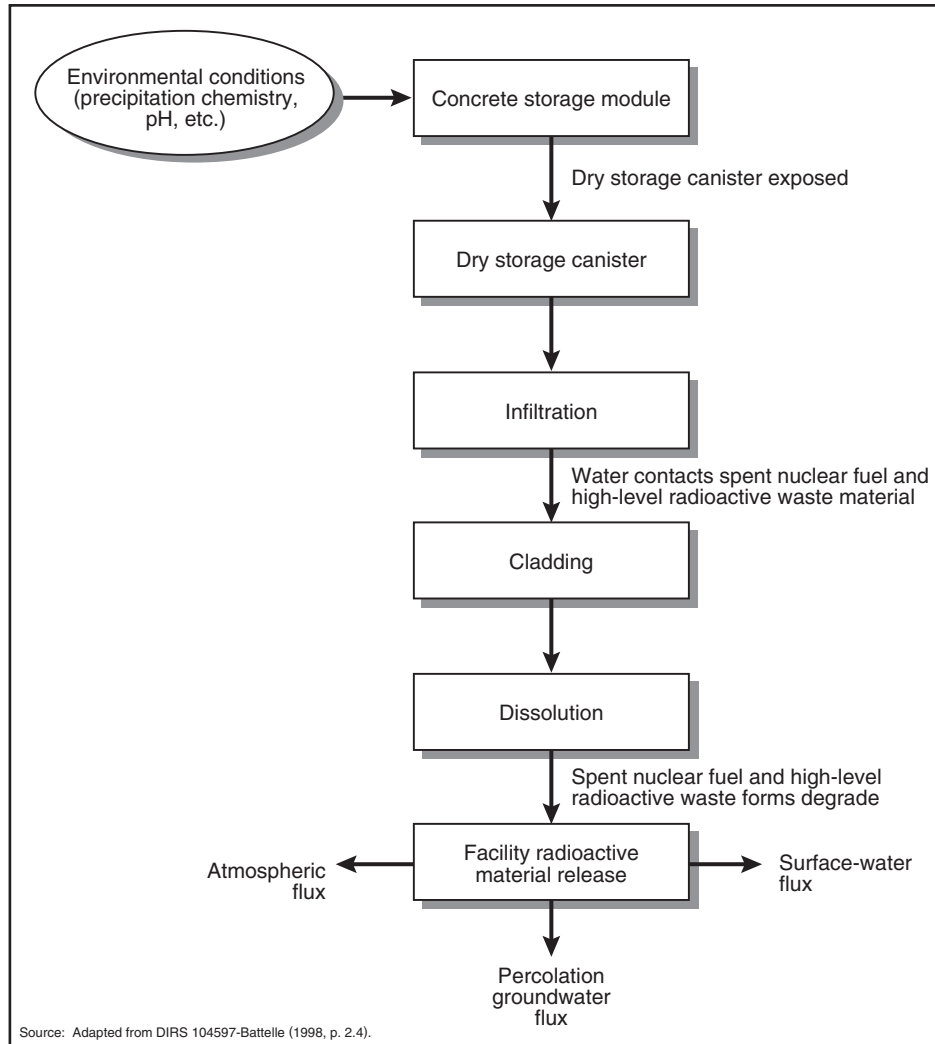 Environmental conditions
(precipitation chemistry,
pH, etc.)
Concrete storage module
Dry storage canister exposed
Dry storage canister
Infiltration
Water contacts spent nuclear fuel and
high-level radioactive waste material
Cladding
Dissolution
Spent nuclear fuel and high-level
radioactive waste forms degrade
Facility radioactive
material release
Atmospheric
flux
Surface-water
flux
Percolation
groundwater
flux
Source: Adapted from DIRS 104597-Battelle (1998, p. 2.4).